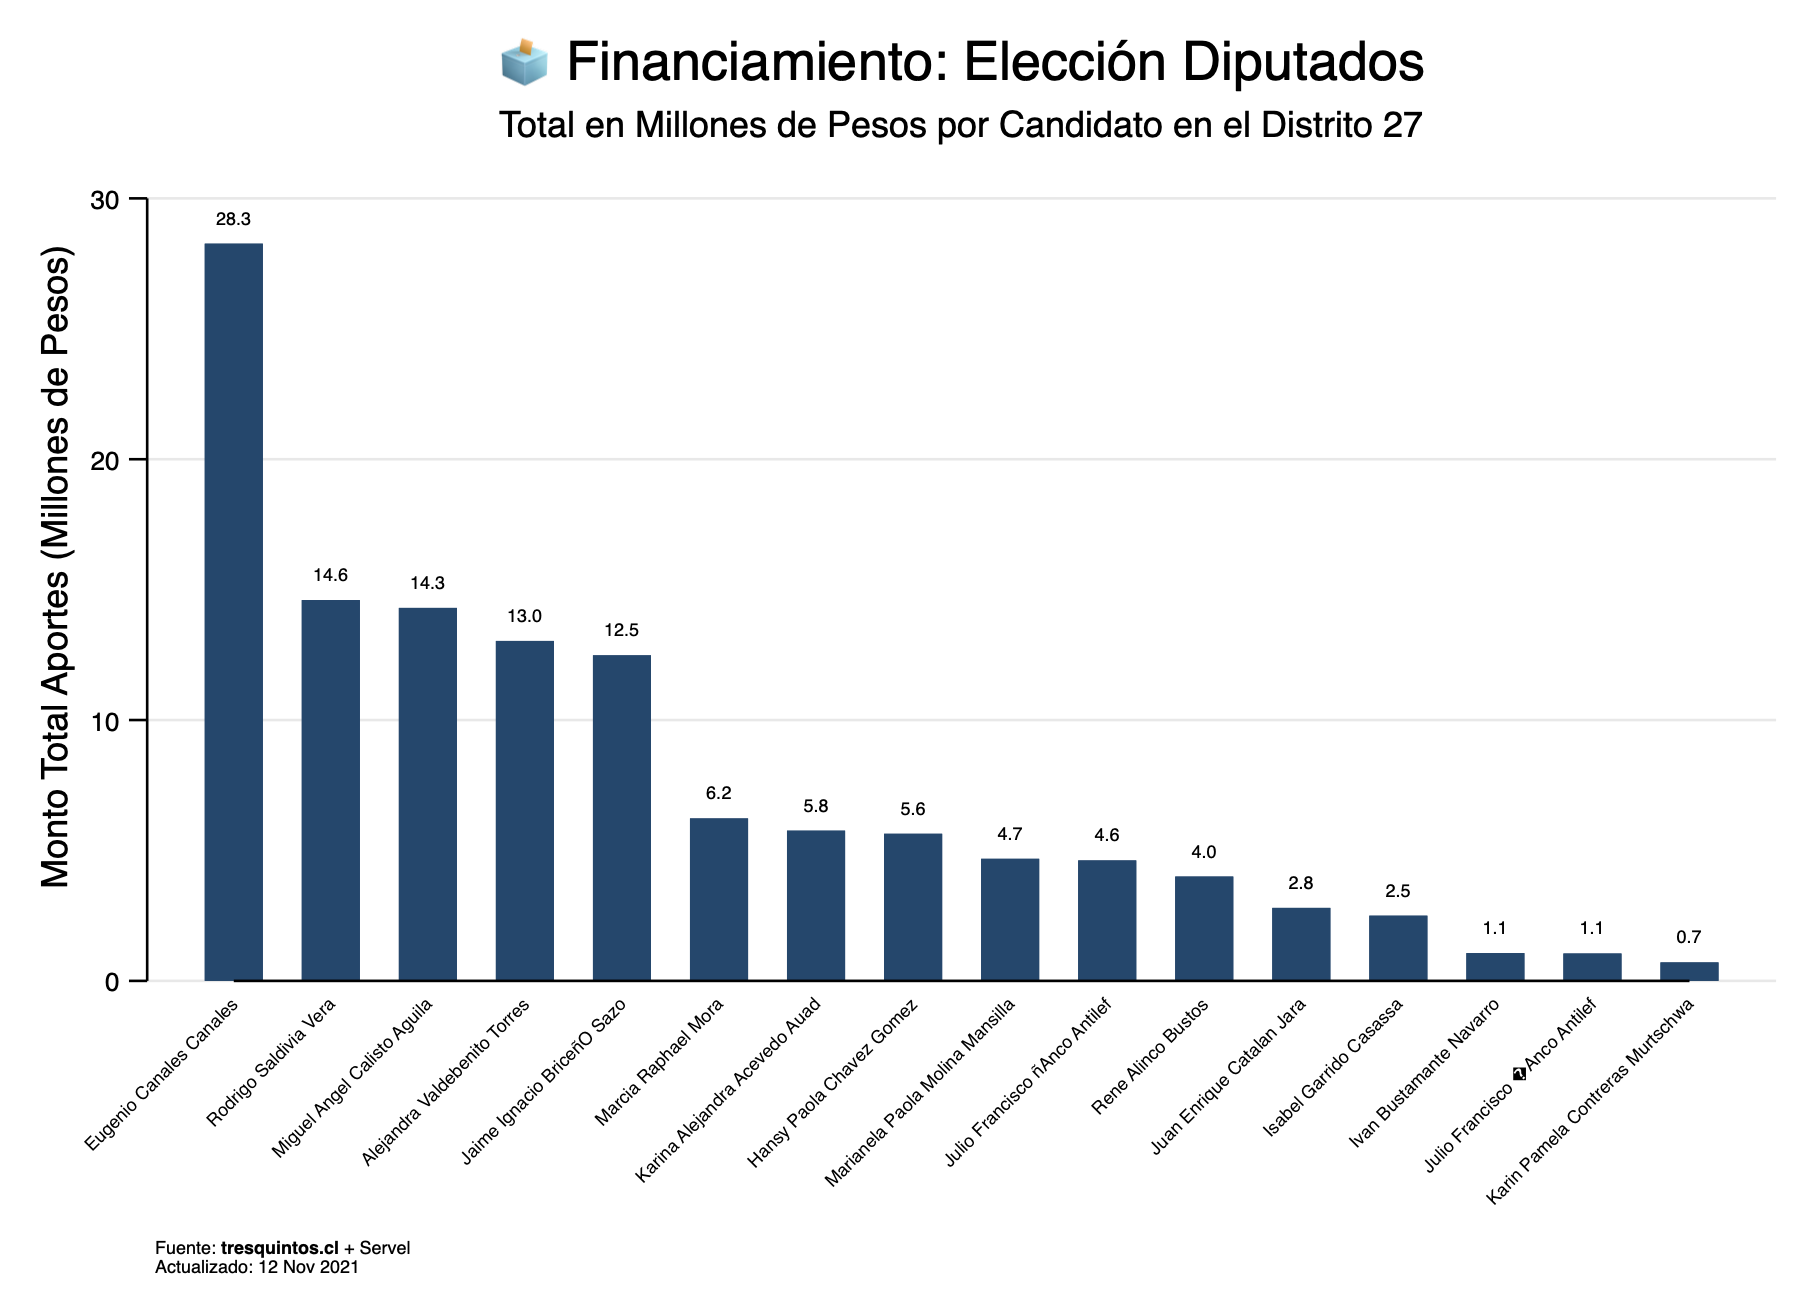 Financiamiento: Elección Diputados
Total en Millones de Pesos por Candidato en el Distrito 27
Monto Total Aportes (Millones de Pesos)
30
20
10
0
28.3
14.6
14.3
13.0
12.5
6.2
5.8
5.6
4.7
4.6
4.0
2.8
2.5
1.1
1.1
0.7
Eugenio Canales Canales
Rodrigo Saldivia Vera
Miguel Angel Calisto Aguila
Alejandra Valdebenito Torres
Jaime Ignacio BriceñO Sazo
Marcia Raphael Mora
Karina Alejandra Acevedo Auad
Hansy Paola Chavez Gomez
Marianela Paola Molina Mansilla
Julio Francisco ñAnco Antilef
Rene Alinco Bustos
Juan Enrique Catalan Jara
Isabel Garrido Casassa
Ivan Bustamante Navarro
Julio Francisco �Anco Antilef
Karin Pamela Contreras Murtschwa
Fuente: tresquintos.cl + Servel
Actualizado: 12 Nov 2021